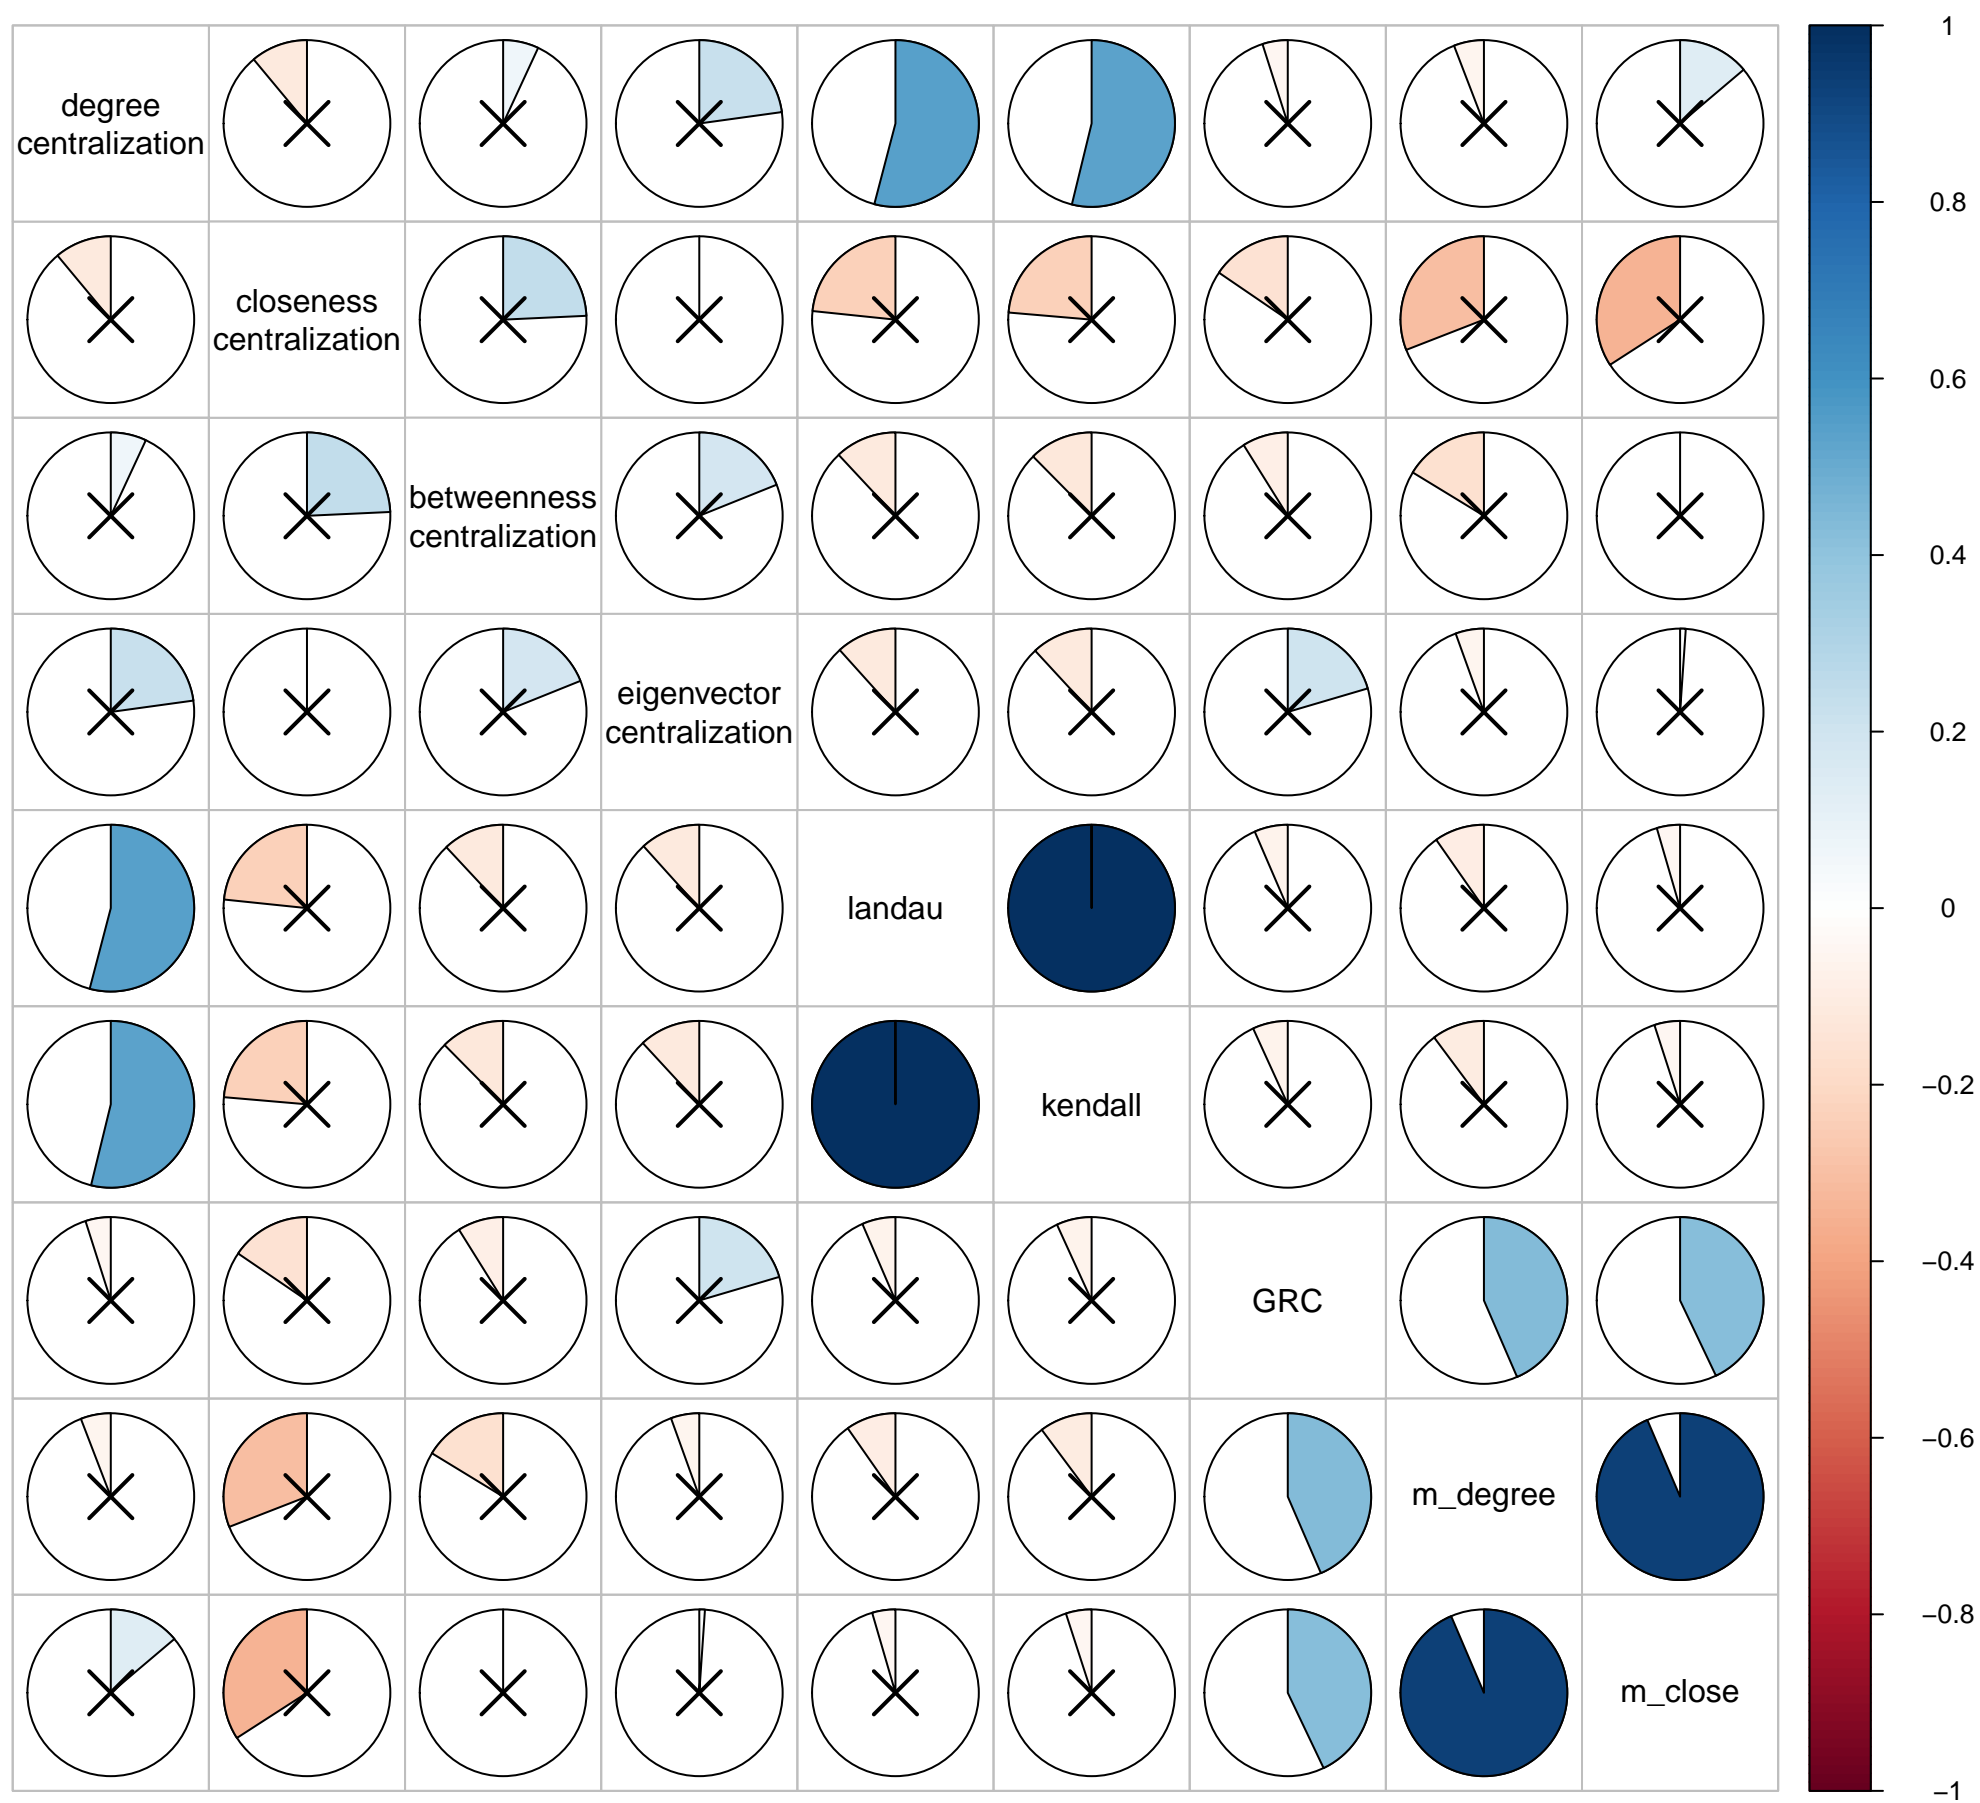 degree
centralization
closeness
centralization
betweenness
centralization
eigenvector
centralization
landau
kendall
GRC
m_degree
m_close
1
0.8
0.6
0.4
0.2
0
−0.2
−0.4
−0.6
−0.8
−1